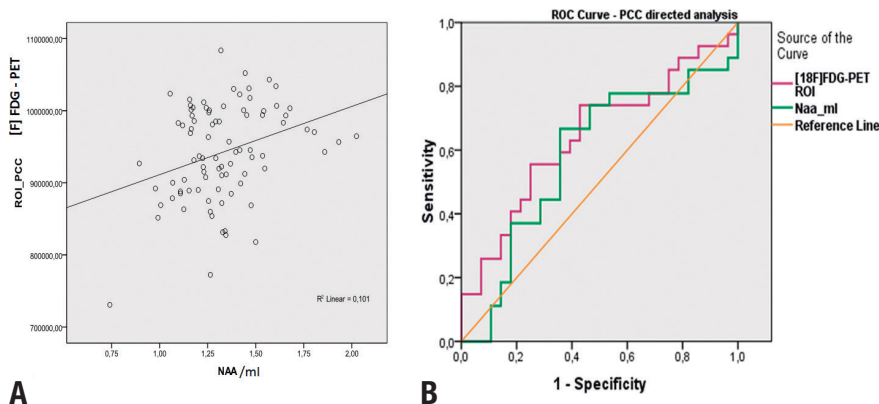 [F] FDG - PET
ROI_PCC
1100000,00
1000000,00
900000,00
800000,00
700000,00
R² Linear = 0,101
0,75
1,00
1,25
1,50
1,75
2,00
NAA/ml
A
ROC Curve - PCC directed analysis
Sensitivity
1,0
0,8
0,6
0,4
0,2
0,0
0,0
0,2
0,4
0,6
0,8
1,0
1 - Specificity
Source of the
Curve
[18F]FDG-PET
ROI
Naa_ml
Reference Line
B